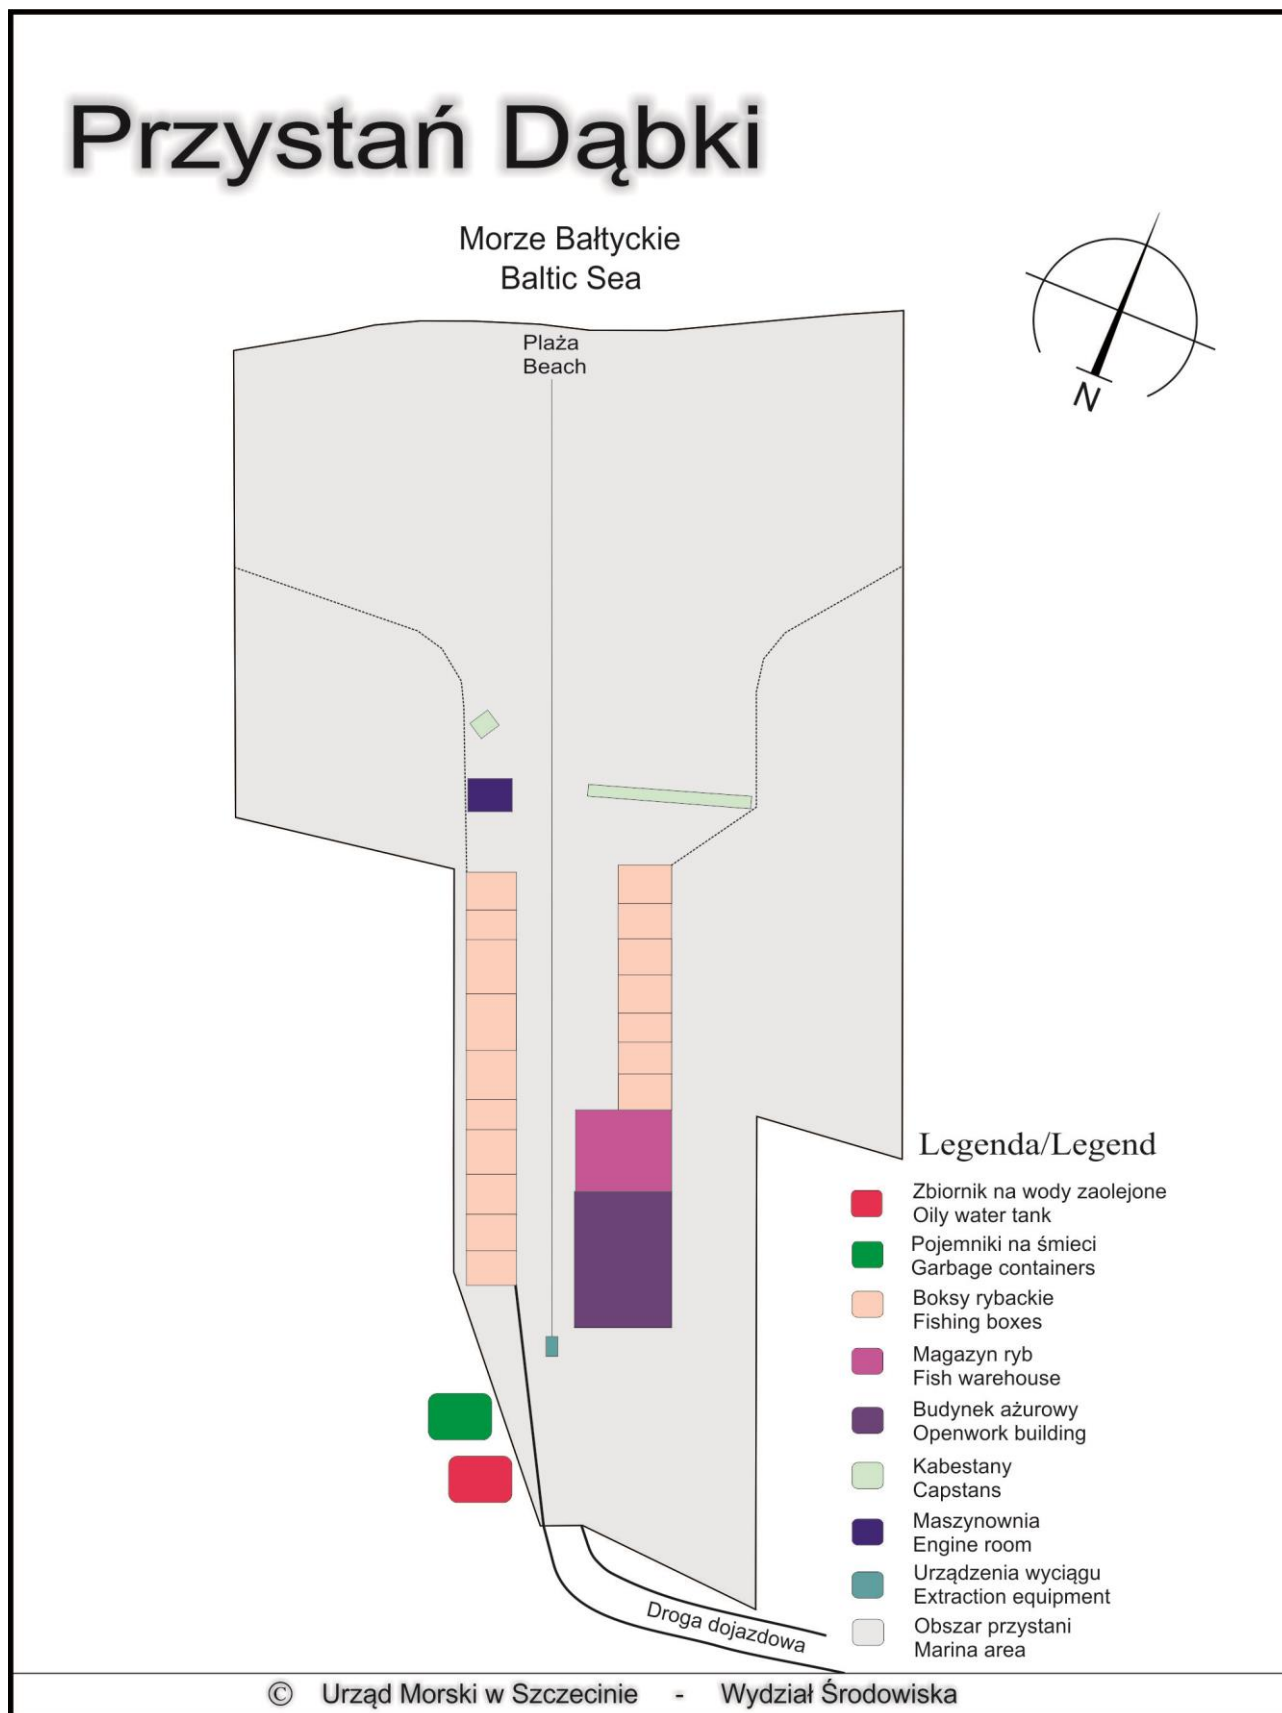 Przystań Dąbki
Morze Bałtyckie
Baltic Sea
Plaża
Beach
N
Legenda/Legend
Zbiornik na wody zaolejone
Oily water tank
Pojemniki na śmieci
Garbage containers
Boksy rybackie
Fishing boxes
Magazyn ryb
Fish warehouse
Budynek ażurowy
Openwork building
Kabestany
Capstans
Maszynownia
Engine room
Urządzenia wyciągu
Extraction equipment
Obszar przystani
Marina area
Droga dojazdowa
© Urząd Morski w Szczecinie - Wydział Środowiska